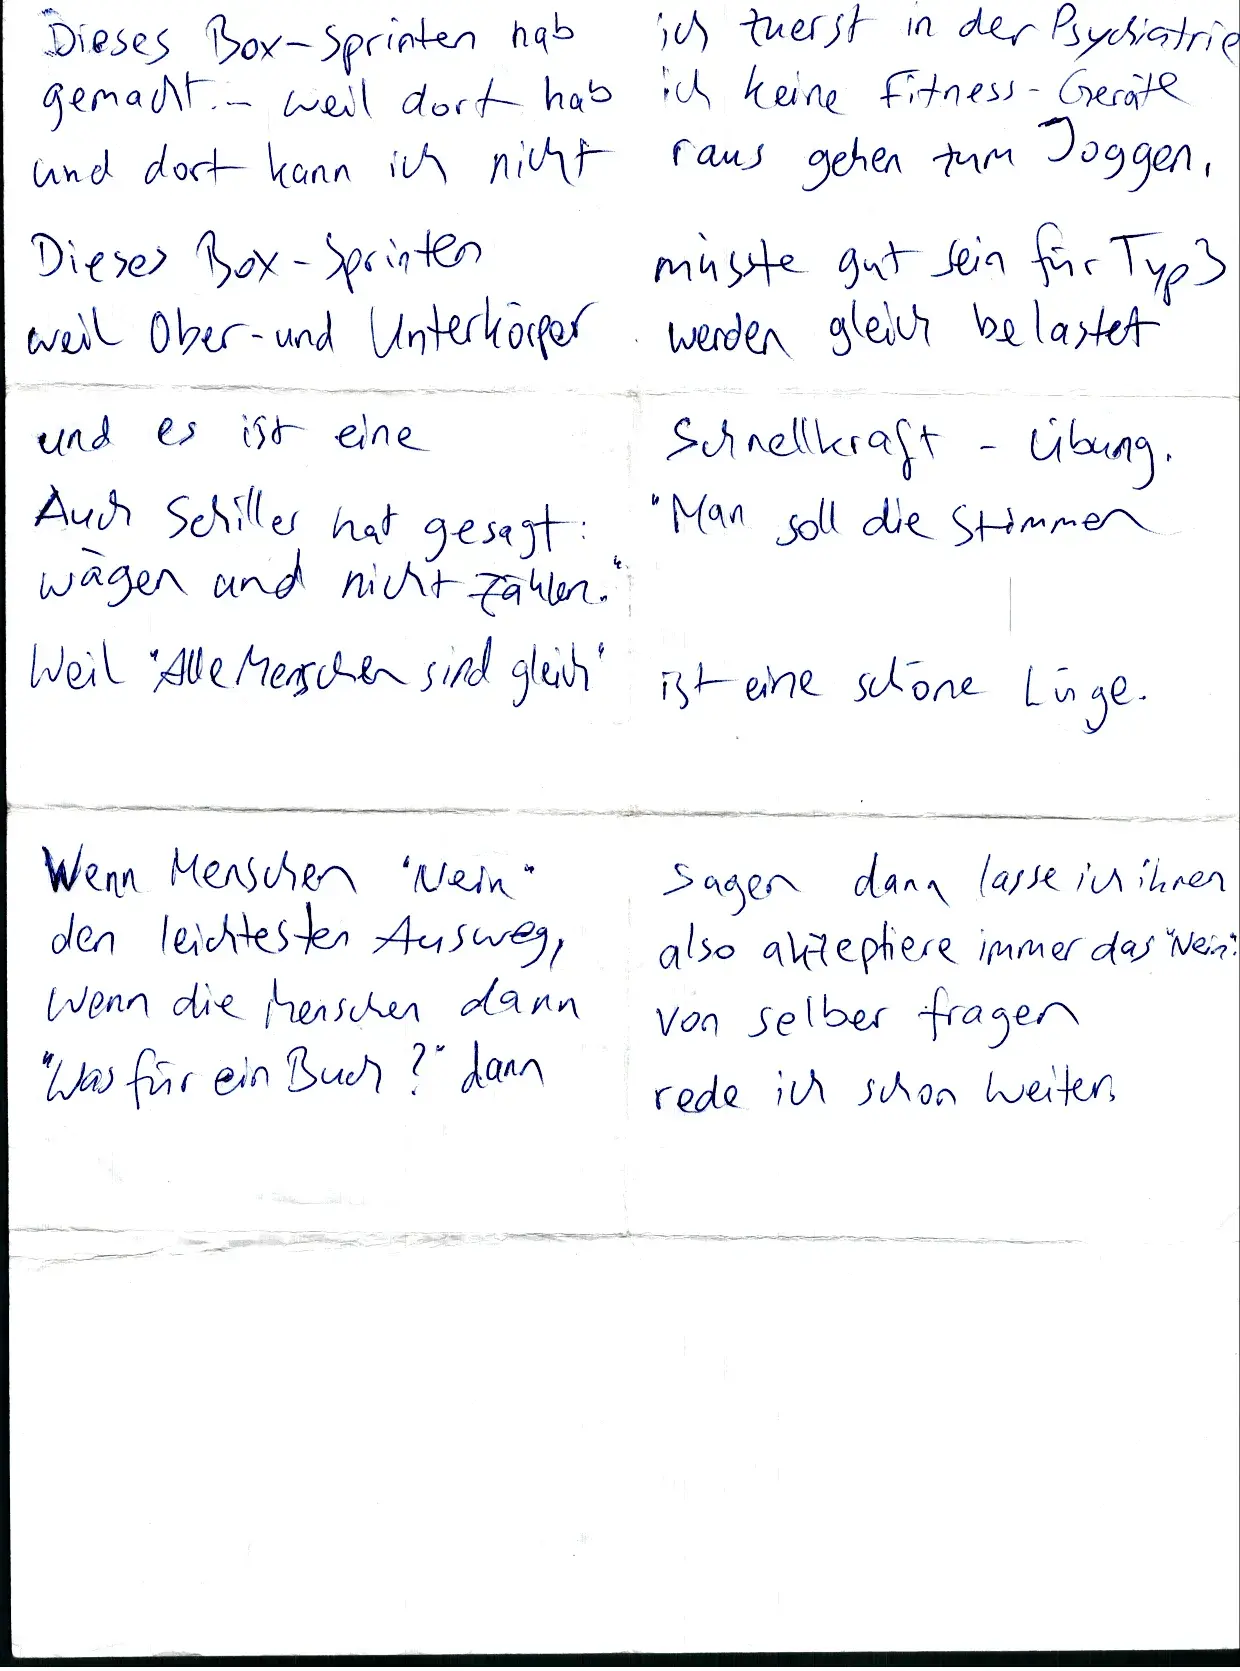 Dieses Box-Sprinten hab ich zuerst in der Psychiatrie
gemacht. - weil dort hab ich keine Fitness-Geräte
und dort kann ich nicht raus gehen zum Joggen.
Dieses Box-Sprinten müsste gut sein für Typ 3
weil Ober-und Unterkörper werden gleich belastet
und es ist eine Schnellkraft - Übung.
Auch Schiller hat gesagt: "Man soll die Stimmen
wägen und nicht zählen."
Weil "Alle Menschen sind gleich" ist eine schöne Lüge.
Wenn Menschen "Nein" sagen dann lasse ich ihnen
den leichtesten Ausweg, also akzeptiere immer das "Nein".
Wenn die Menschen dann von selber fragen
"Was für ein Buch?" dann rede ich schon weiter.